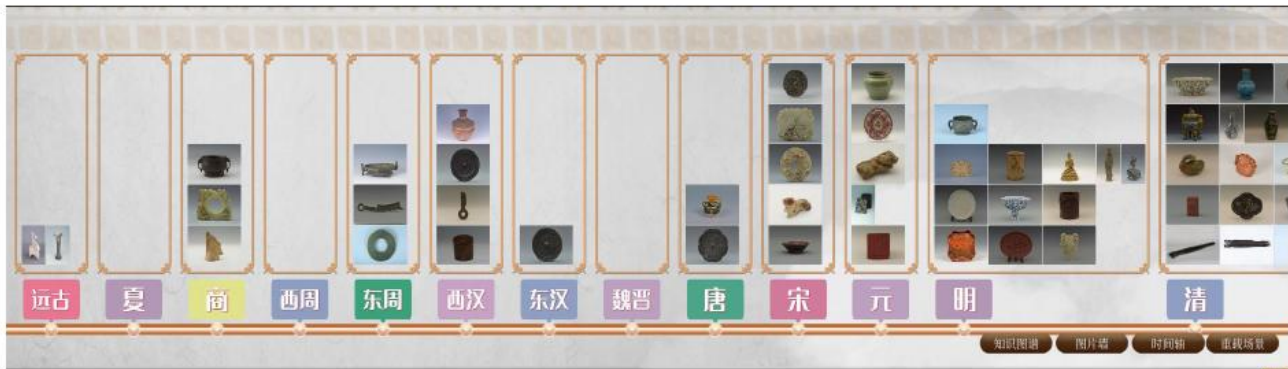 远古 夏 商 西周 东周 西汉 东汉 魏晋 唐 宋 元 明 清
知识图谱 图片墙 时间轴 重载场景